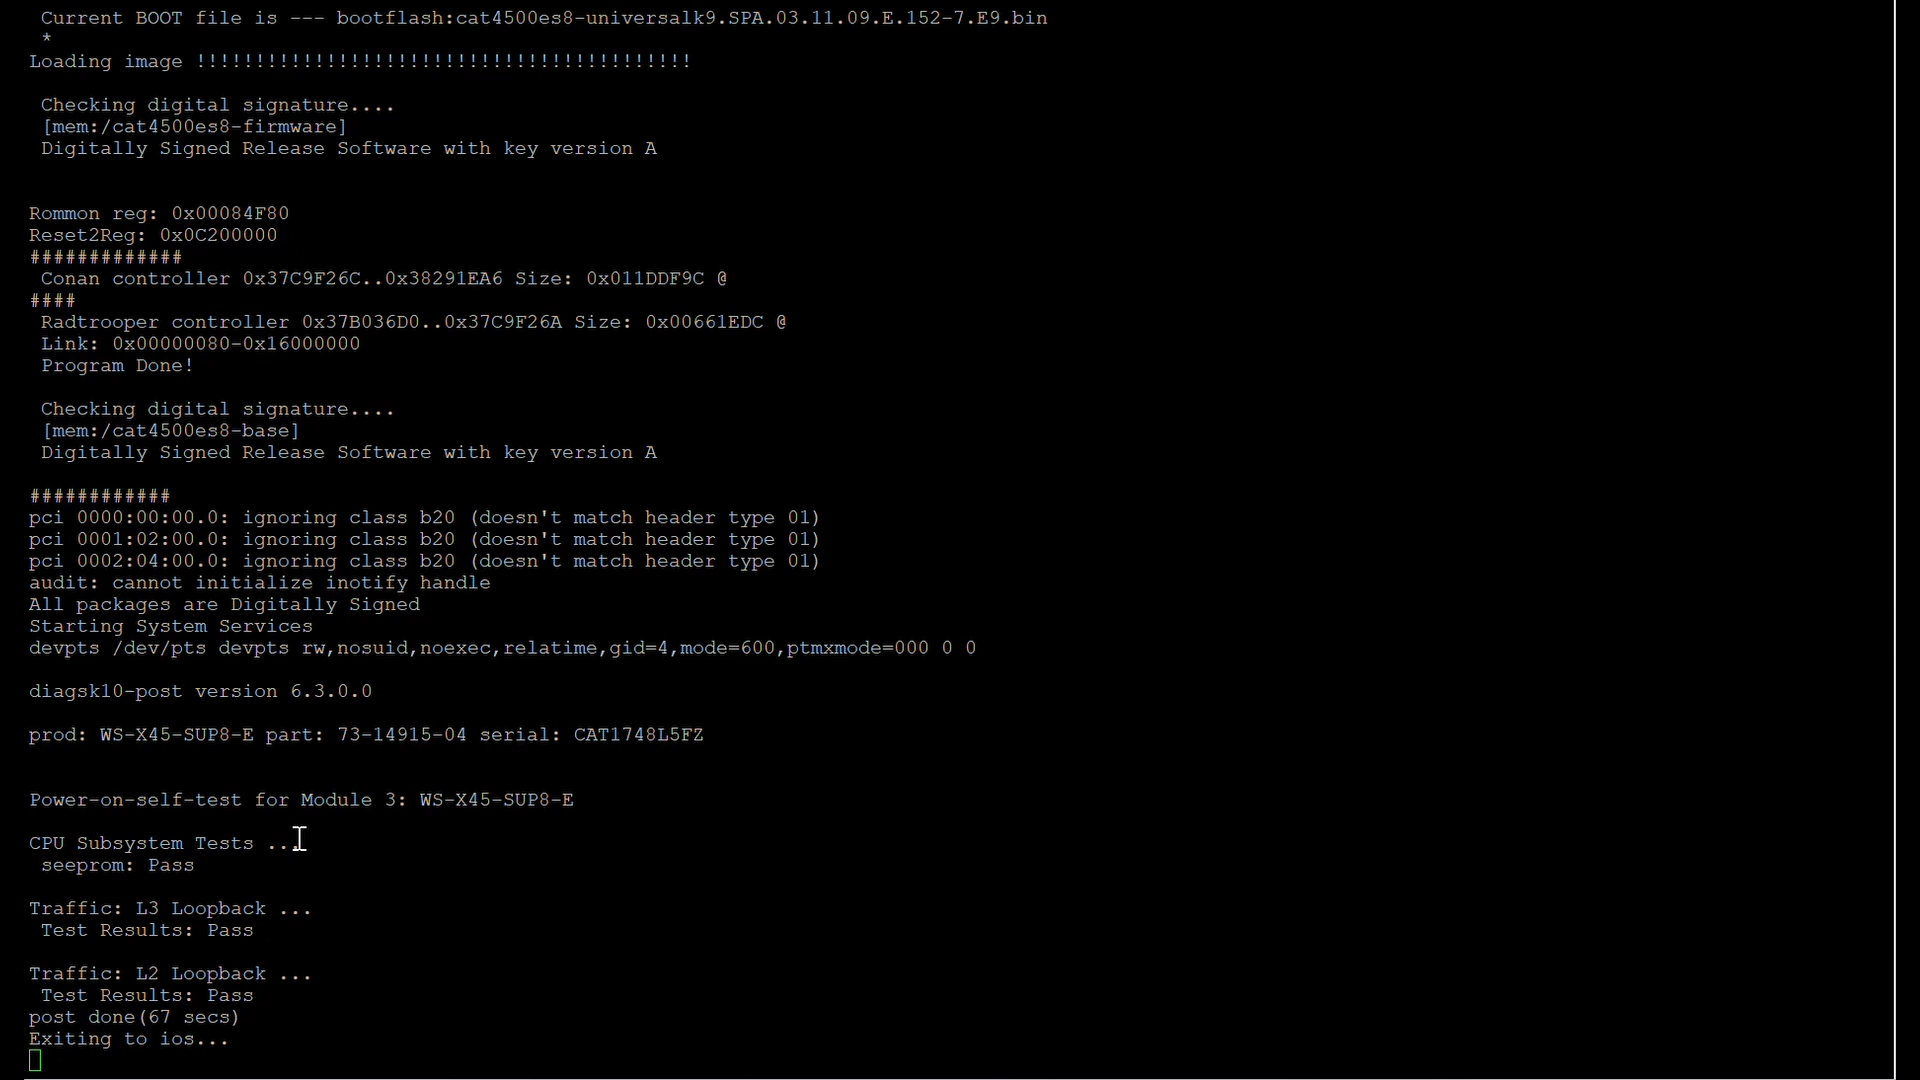 Current BOOT file is --- bootflash:cat4500es8-universalk9.SPA.03.11.09.E.152-7.E9.bin
*
Loading image !!!!!!!!!!!!!!!!!!!!!!!!!!!!!!!!!!!!!!!!!!
Checking digital signature....
[mem:/cat4500es8-firmware]
Digitally Signed Release Software with key version A
Rommon reg: 0x00084F80
Reset2Reg: 0x0C200000
#############
Conan controller 0x37C9F26C..0x38291EA6 Size: 0x011DDF9C @
####
Radtrooper controller 0x37B036D0..0x37C9F26A Size: 0x00661EDC @
Link: 0x00000080-0x16000000
Program Done!
Checking digital signature....
[mem:/cat4500es8-base]
Digitally Signed Release Software with key version A
############
pci 0000:00:00.0: ignoring class b20 (doesn't match header type 01)
pci 0001:02:00.0: ignoring class b20 (doesn't match header type 01)
pci 0002:04:00.0: ignoring class b20 (doesn't match header type 01)
audit: cannot initialize inotify handle
All packages are Digitally Signed
Starting System Services
devpts /dev/pts devpts rw,nosuid,noexec,relatime,gid=4,mode=600,ptmxmode=000 0 0
diagsk10-post version 6.3.0.0
prod: WS-X45-SUP8-E part: 73-14915-04 serial: CAT1748L5FZ
Power-on-self-test for Module 3: WS-X45-SUP8-E
CPU Subsystem Tests ...
seeprom: Pass
Traffic: L3 Loopback ...
Test Results: Pass
Traffic: L2 Loopback ...
Test Results: Pass
post done(67 secs)
Exiting to ios...